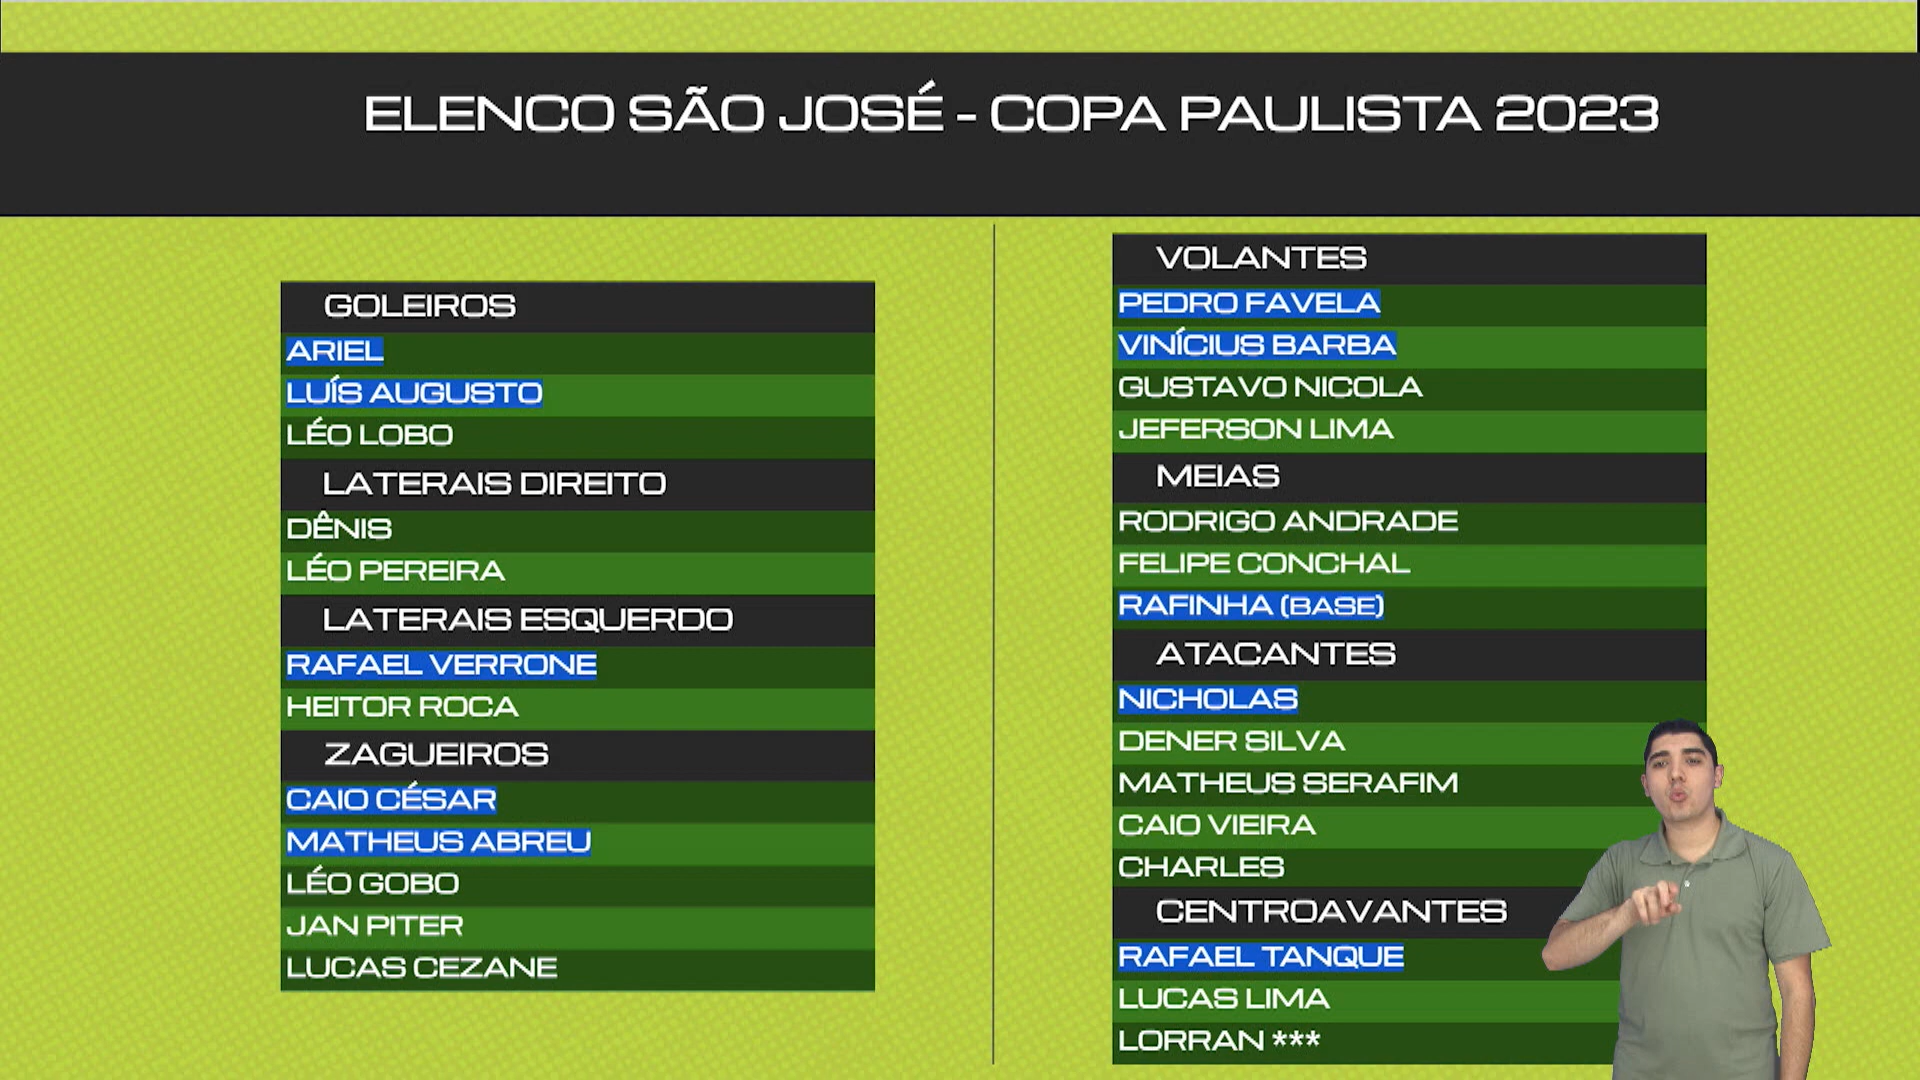 ELENCO SÃO JOSÉ - COPA PAULISTA 2023
GOLEIROS
ARIEL
LUÍS AUGUSTO
LÉO LOBO
LATERAIS DIREITO
DÊNIS
LÉO PEREIRA
LATERAIS ESQUERDO
RAFAEL VERRONE
HEITOR ROCA
ZAGUEIROS
CAIO CÉSAR
MATHEUS ABREU
LÉO GOBO
JAN PITER
LUCAS CEZANE
VOLANTES
PEDRO FAVELA
VINÍCIUS BARBA
GUSTAVO NICOLA
JEFERSON LIMA
MEIAS
RODRIGO ANDRADE
FELIPE CONCHAL
RAFINHA (BASE)
ATACANTES
NICHOLAS
DENER SILVA
MATHEUS SERAFIM
CAIO VIEIRA
CHARLES
CENTROAVANTES
RAFAEL TANQUE
LUCAS LIMA
LORRAN ***